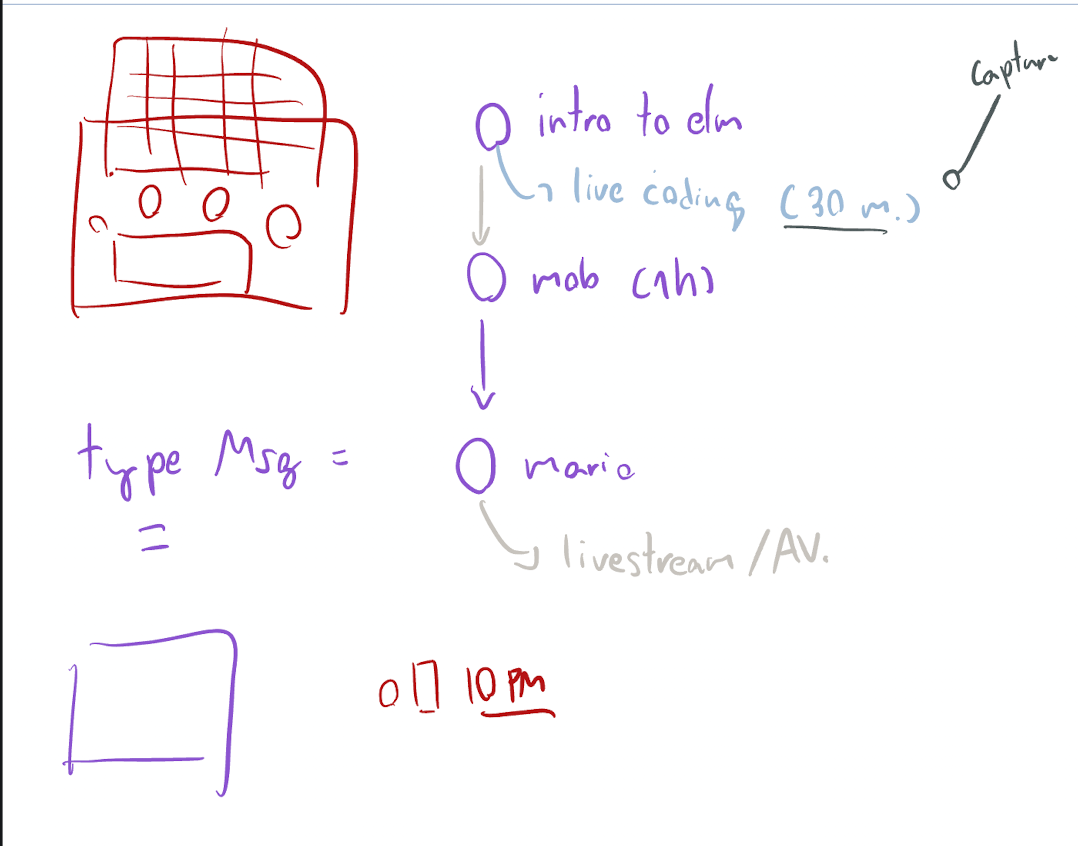 Capture
intro to elm
live coding (30 m.)
mob (1h)
type Msg =
=
mario
livestream / AV.
10 PM